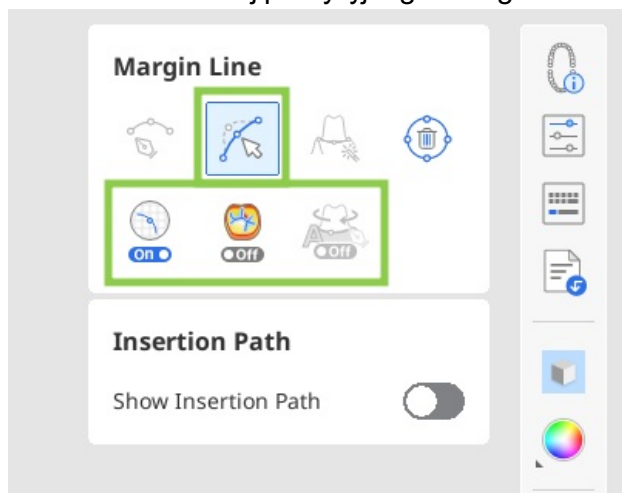 Margin Line
On
Off
Off
Insertion Path
Show Insertion Path